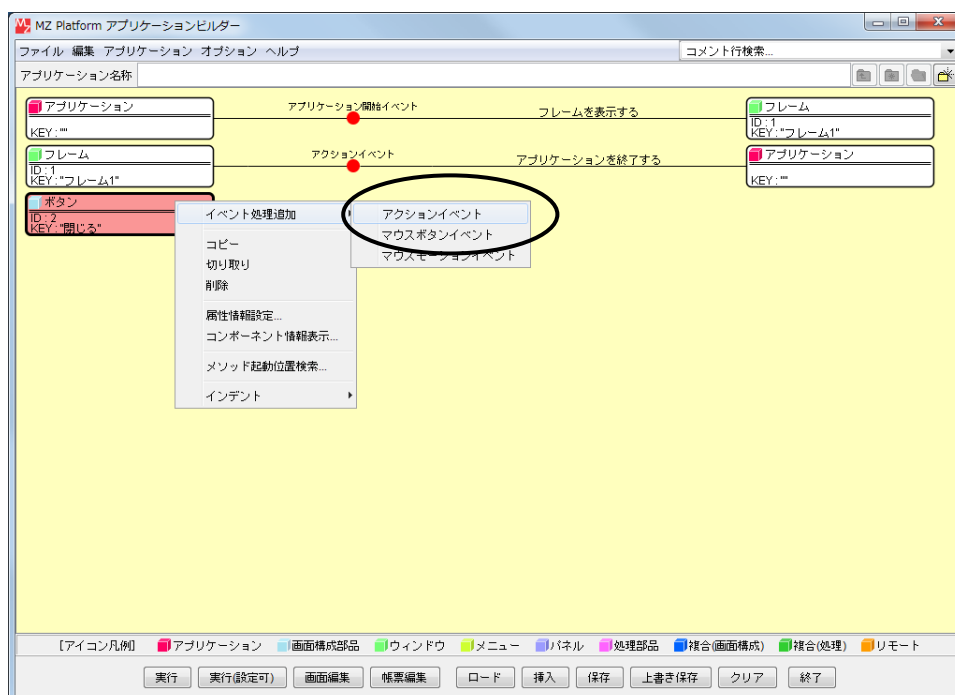 MZ Platform アプリケーションビルダー
ファイル 編集 アプリケーション オプション ヘルプ
コメント行検索...
アプリケーション名称
アプリケーション
KEY:""
アプリケーション開始イベント
フレームを表示する
フレーム
ID:1
KEY:"フレーム1"
フレーム
ID:1
KEY:"フレーム1"
アクションイベント
アプリケーションを終了する
アプリケーション
KEY:""
ボタン
ID:2
KEY:"閉じる"
イベント処理追加
コピー
切り取り
削除
属性情報設定...
コンポーネント情報表示...
メソッド起動位置検索...
インデント
アクションイベント
マウスボタンイベント
マウスモーションイベント
[アイコン凡例] アプリケーション 画面構成部品 ウィンドウ メニュー パネル 処理部品 複合(画面構成) 複合(処理) リモート
実行 実行(設定可) 画面編集 帳票編集 ロード 挿入 保存 上書き保存 クリア 終了